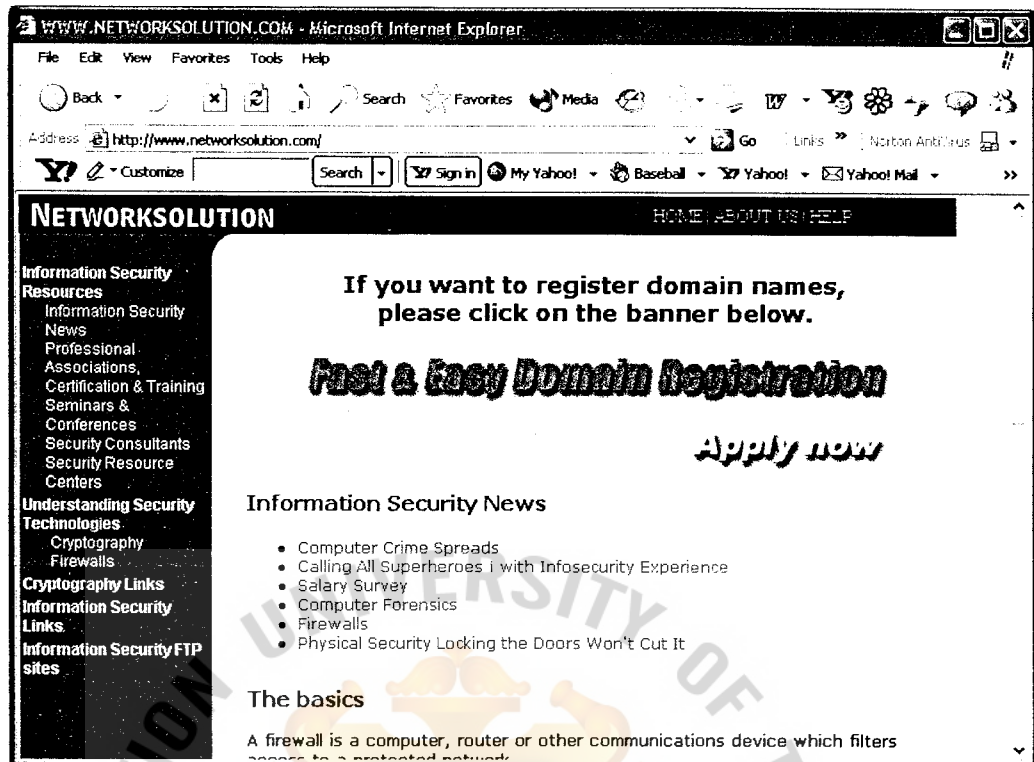 WWW.NETWORKSOLUTION.COM - Microsoft Internet Explorer
File Edit View Favorites Tools Help
Back Search Favorites Media
Address http://www.networksolution.com/ Go Links » Norton AntiVirus
Y! Customize Search Y! Sign in My Yahoo! Baseball Y! Yahoo! Yahoo! Mail »
NETWORKSOLUTION HOME | ABOUT US | HELP
Information Security
Resources
Information Security
News
Professional
Associations,
Certification & Training
Seminars &
Conferences
Security Consultants
Security Resource
Centers
Understanding Security
Technologies
Cryptography
Firewalls
Cryptography Links
Information Security
Links
Information Security FTP
sites
If you want to register domain names,
please click on the banner below.
Fast & Easy Domain Registration
Apply now
Information Security News
• Computer Crime Spreads
• Calling All Superheroes i with Infosecurity Experience
• Salary Survey
• Computer Forensics
• Firewalls
• Physical Security Locking the Doors Won't Cut It
The basics
A firewall is a computer, router or other communications device which filters
access to a protected network
UNIVERSITY OF